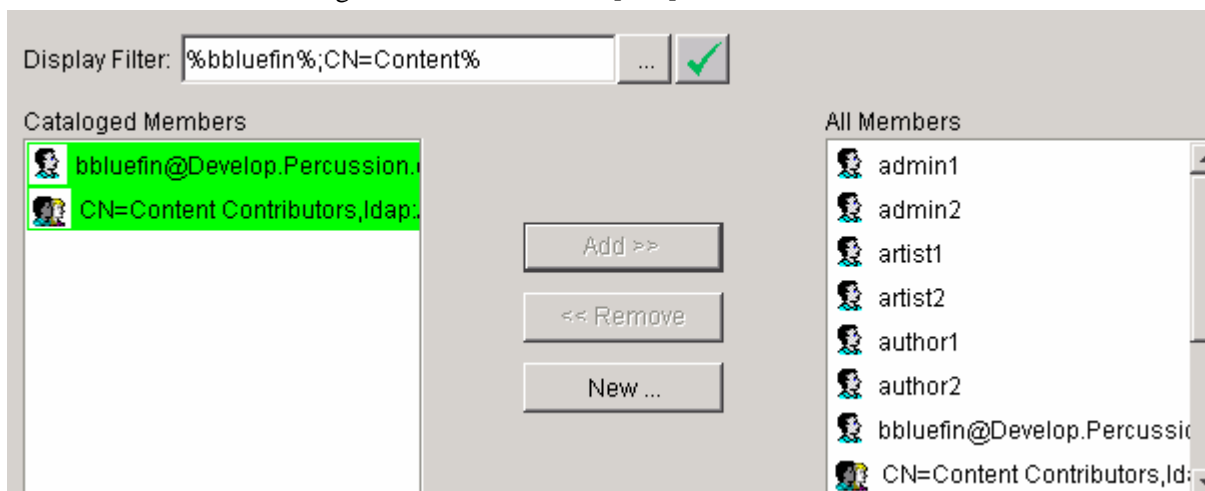 Display Filter: %bbluefin%;CN=Content% ...
Cataloged Members
bbluefin@Develop.Percussion.
CN=Content Contributors,ldap:
Add >>
<< Remove
New ...
All Members
admin1
admin2
artist1
artist2
author1
author2
bbluefin@Develop.Percussio
CN=Content Contributors,ld